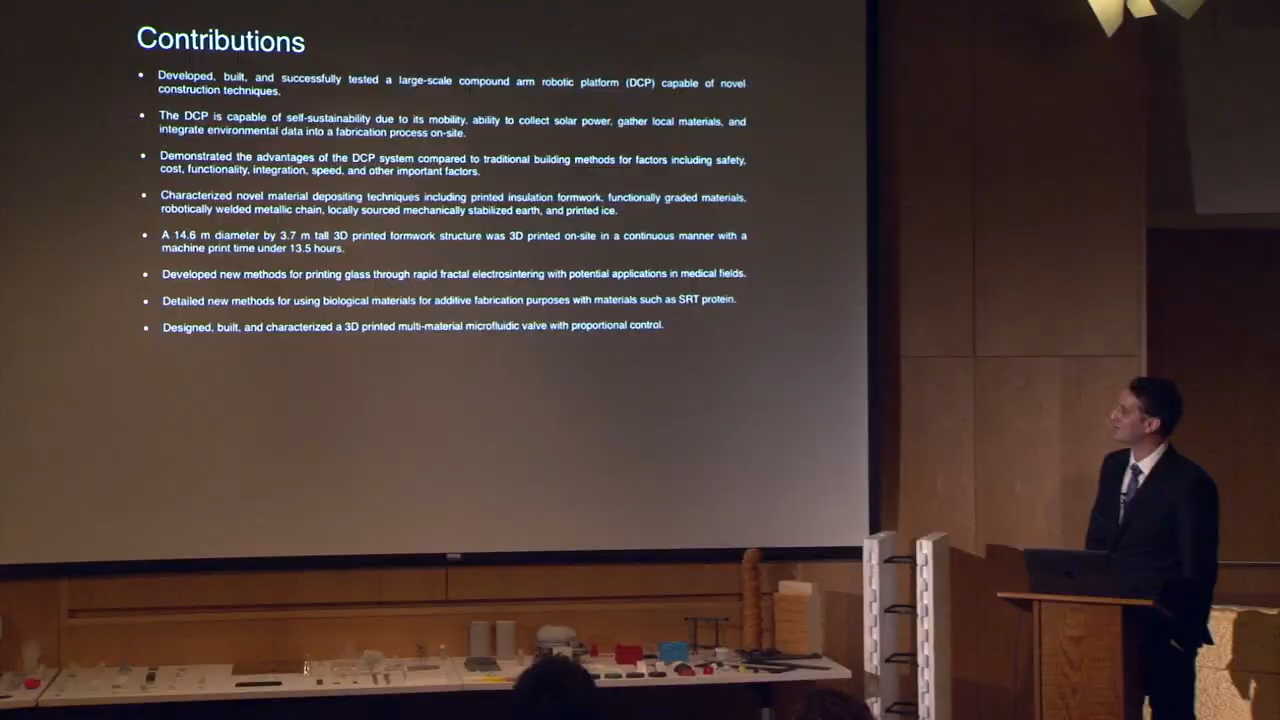 Contributions
• Developed, built, and successfully tested a large-scale compound arm robotic platform (DCP) capable of novel
construction techniques.
• The DCP is capable of self-sustainability due to its mobility, ability to collect solar power, gather local materials, and
integrate environmental data into a fabrication process on-site.
• Demonstrated the advantages of the DCP system compared to traditional building methods for factors including safety,
cost, functionality, integration, speed, and other important factors.
• Characterized novel material depositing techniques including printed insulation formwork, functionally graded materials,
robotically welded metallic chain, locally sourced mechanically stabilized earth, and printed ice.
• A 14.6 m diameter by 3.7 m tall 3D printed formwork structure was 3D printed on-site in a continuous manner with a
machine print time under 13.5 hours.
• Developed new methods for printing glass through rapid fractal electrosintering with potential applications in medical fields.
• Detailed new methods for using biological materials for additive fabrication purposes with materials such as SRT protein.
• Designed, built, and characterized a 3D printed multi-material microfluidic valve with proportional control.